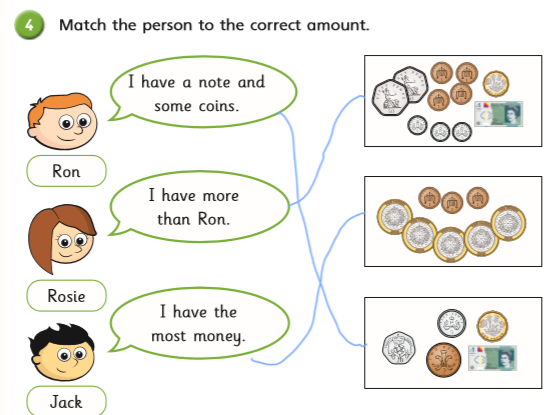 4 Match the person to the correct amount.
I have a note and
some coins.
Ron
I have more
than Ron.
Rosie
I have the
most money.
Jack